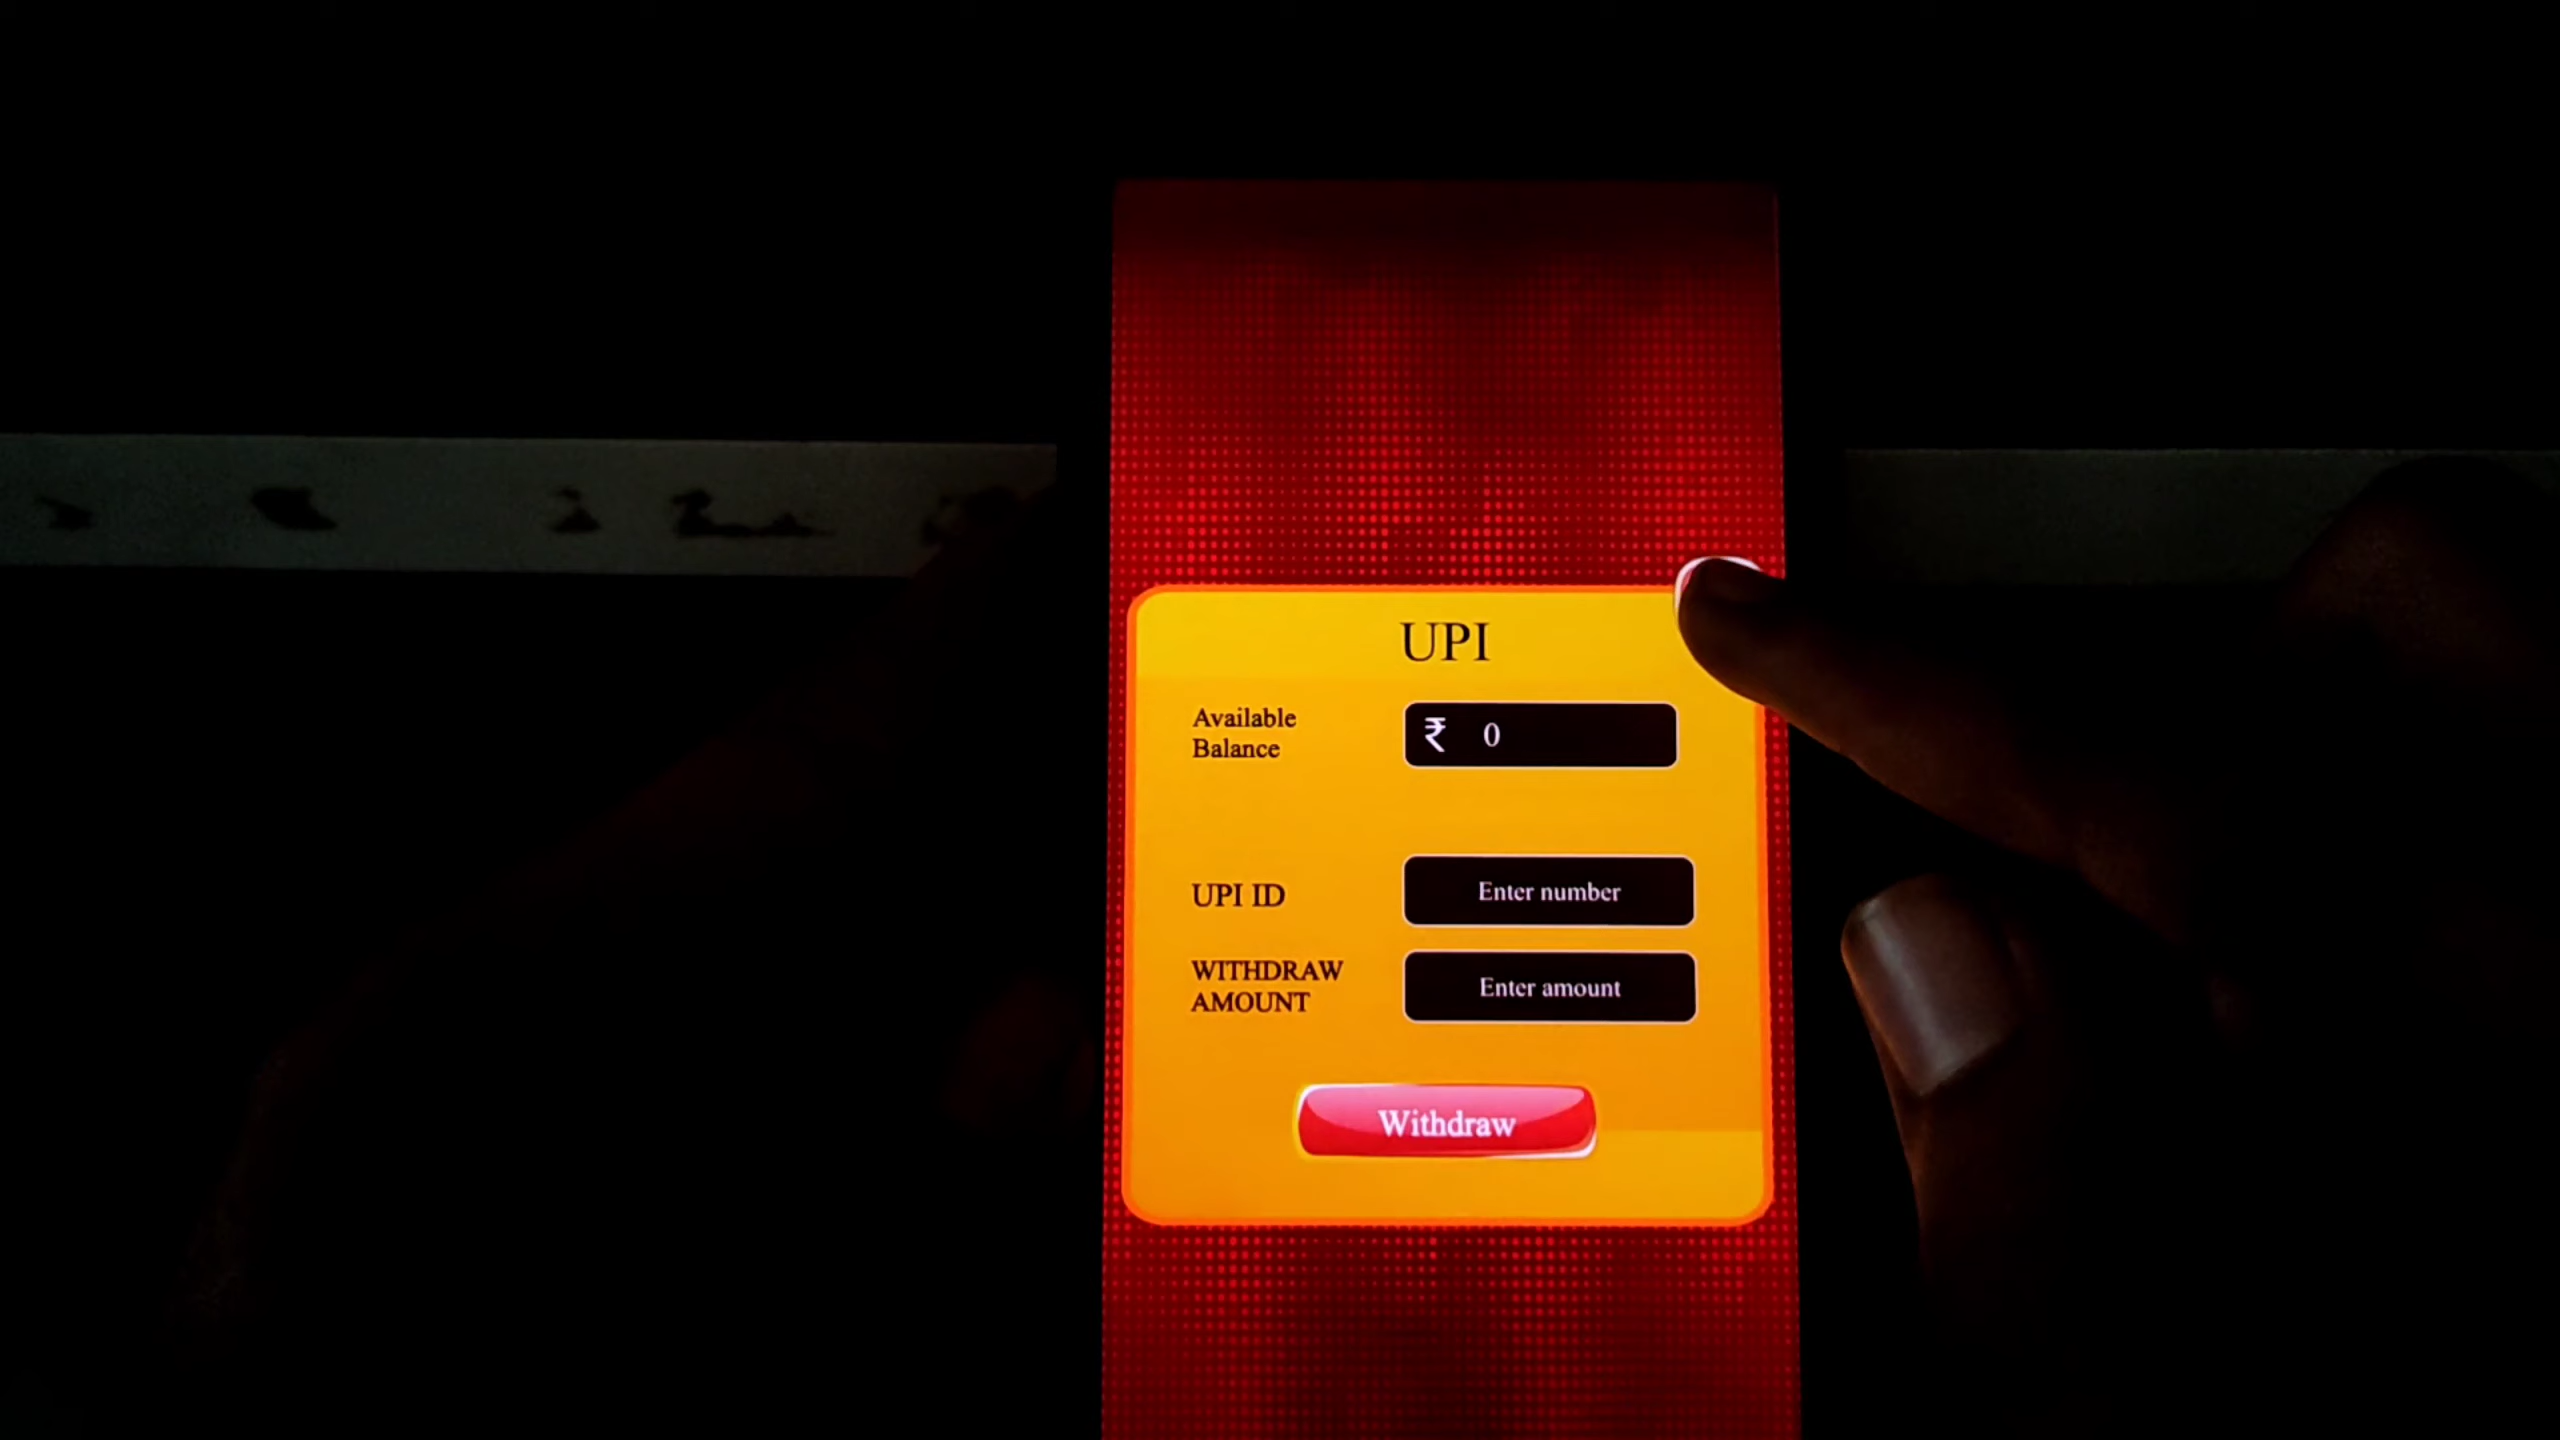 UPI
Available
Balance
₹ 0
UPI ID
Enter number
WITHDRAW
AMOUNT
Enter amount
Withdraw